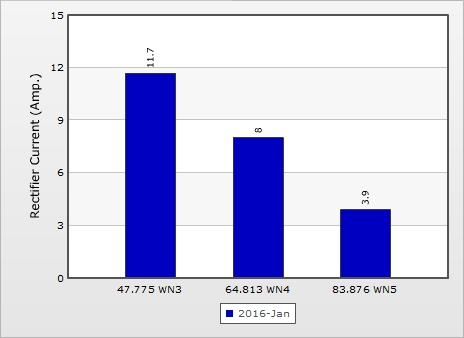 15
12
9
6
3
0
Rectifier Current (Amp.)
11.7
8
3.9
47.775 WN3
64.813 WN4
83.876 WN5
2016-Jan